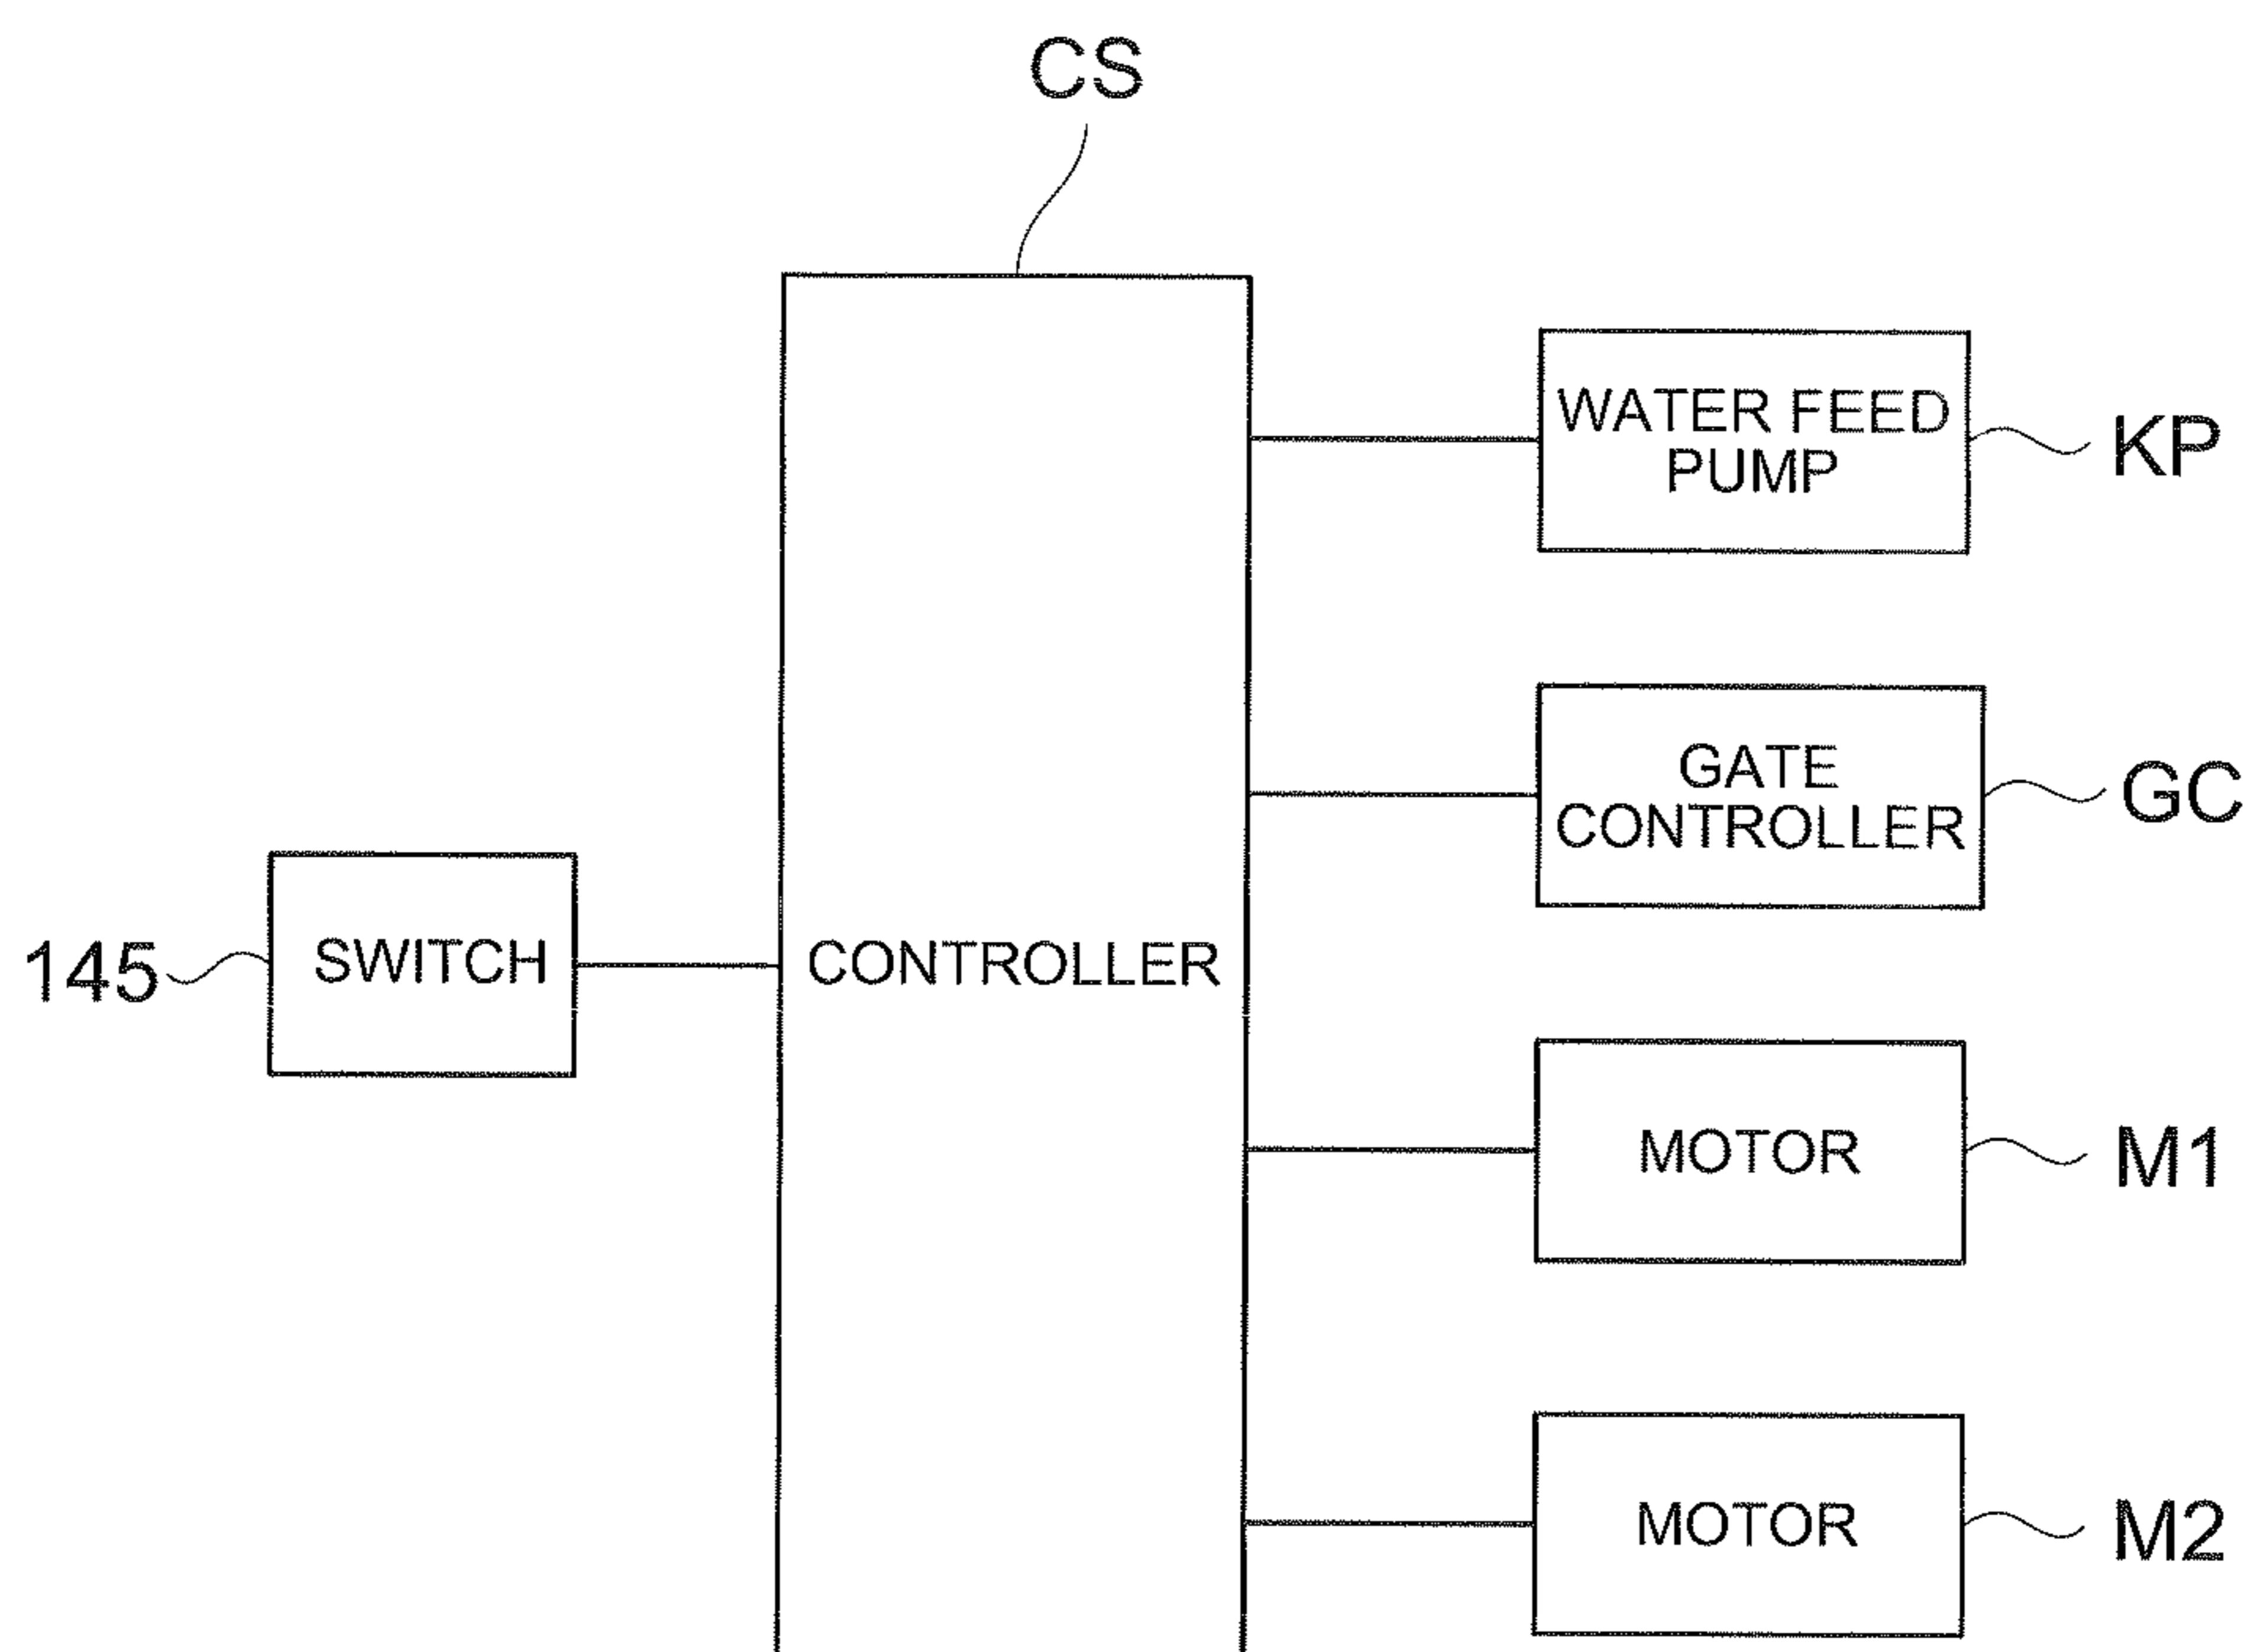 CS
WATER FEED
PUMP
KP
GATE
CONTROLLER
GC
145
SWITCH
CONTROLLER
MOTOR
M1
MOTOR
M2